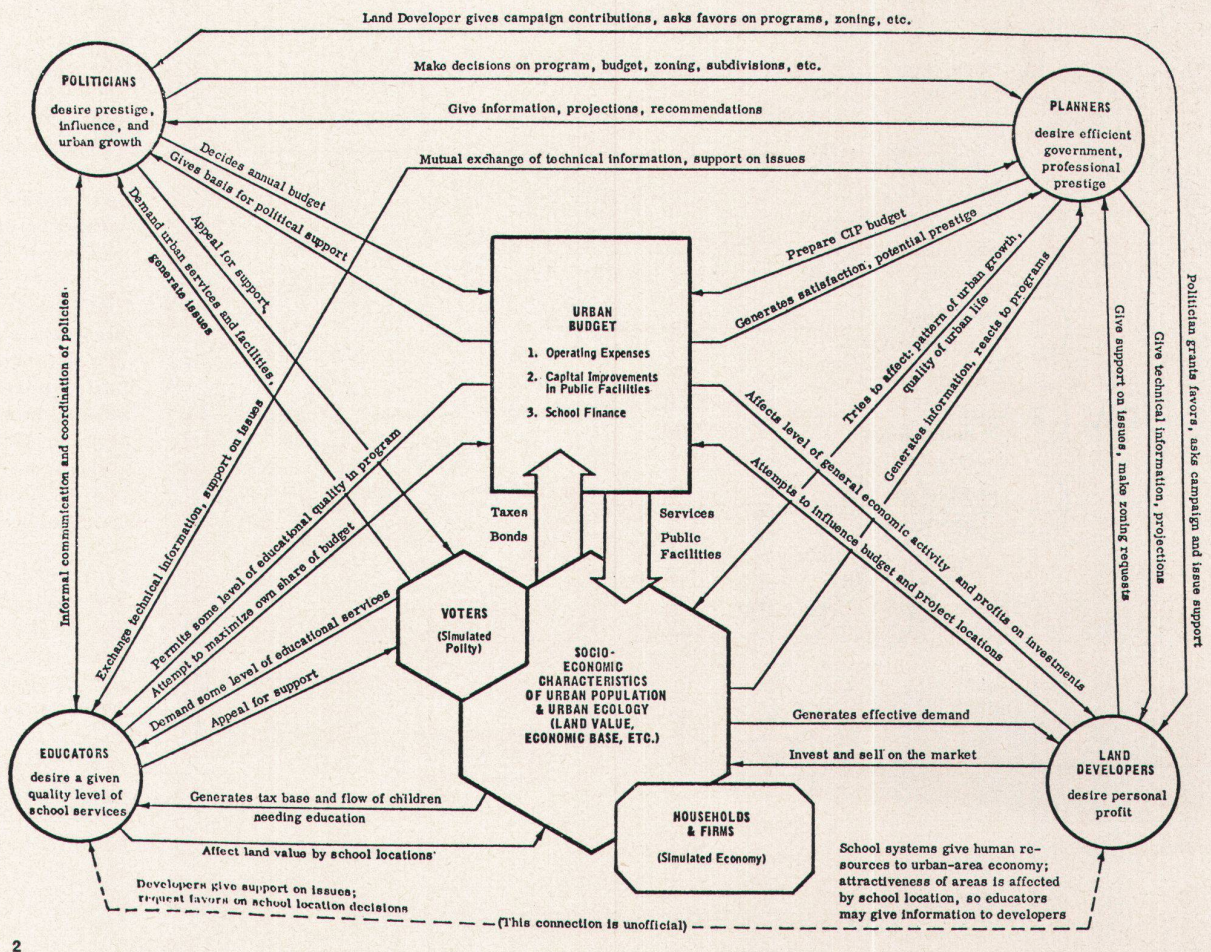 Land Developer gives campaign contributions, asks favors on programs, zoning, etc.
POLITICIANS
desire prestige,
influence, and
urban growth
Make decisions on program, budget, zoning, subdivisions, etc.
Give information, projections, recommendations
PLANNERS
desire efficient
government,
professional
prestige
Mutual exchange of technical information, support on issues
Decides annual budget
Gives basis for political support
Appeal for support
Demand urban services and facilities,
generate issues
Prepare CIP budget
Generates satisfaction, potential prestige
Tries to affect: pattern of urban growth,
quality of urban life
Generates information, reacts to programs
Give support on issues, make zoning requests
Give technical information, projections
Politician grants favors, asks campaign and issue support
URBAN
BUDGET
1. Operating Expenses
2. Capital Improvements
in Public Facilities
3. School Finance
Informal communication and coordination of policies
Exchange technical information, support on issues
Permits some level of educational quality in program
Attempt to maximize own share of budget
Demand some level of educational services
Appeal for support
Affects level of general economic activity and profits on investments
Attempts to influence budget and project locations
Taxes
Bonds
Services
Public
Facilities
VOTERS
(Simulated
Polity)
SOCIO-
ECONOMIC
CHARACTERISTICS
OF URBAN POPULATION
& URBAN ECOLOGY
(LAND VALUE,
ECONOMIC BASE, ETC.)
Generates effective demand
Invest and sell on the market
EDUCATORS
desire a given
quality level of
school services
LAND
DEVELOPERS
desire personal
profit
Generates tax base and flow of children
needing education
Affect land value by school locations
HOUSEHOLDS
& FIRMS
(Simulated Economy)
School systems give human re-
sources to urban-area economy;
attractiveness of areas is affected
by school location, so educators
may give information to developers
Developers give support on issues;
request favors on school location decisions
(This connection is unofficial)
2